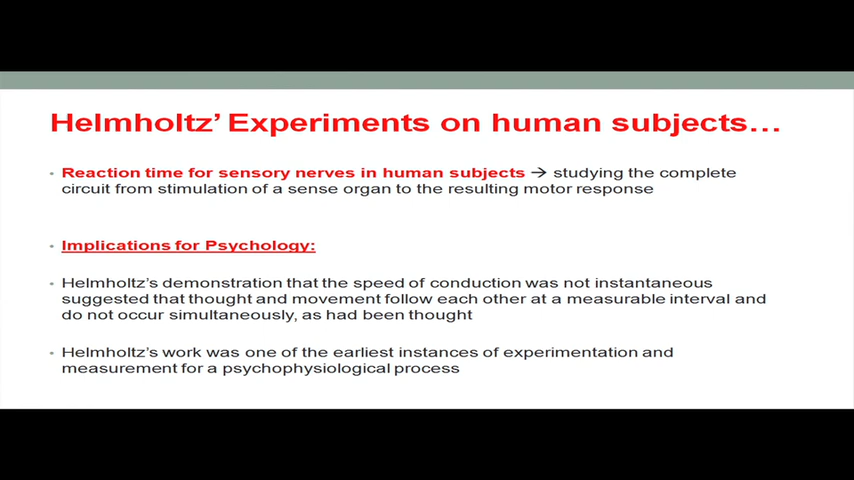 Helmholtz’ Experiments on human subjects…
• Reaction time for sensory nerves in human subjects → studying the complete
circuit from stimulation of a sense organ to the resulting motor response
• Implications for Psychology:
• Helmholtz’s demonstration that the speed of conduction was not instantaneous
suggested that thought and movement follow each other at a measurable interval and
do not occur simultaneously, as had been thought
• Helmholtz’s work was one of the earliest instances of experimentation and
measurement for a psychophysiological process